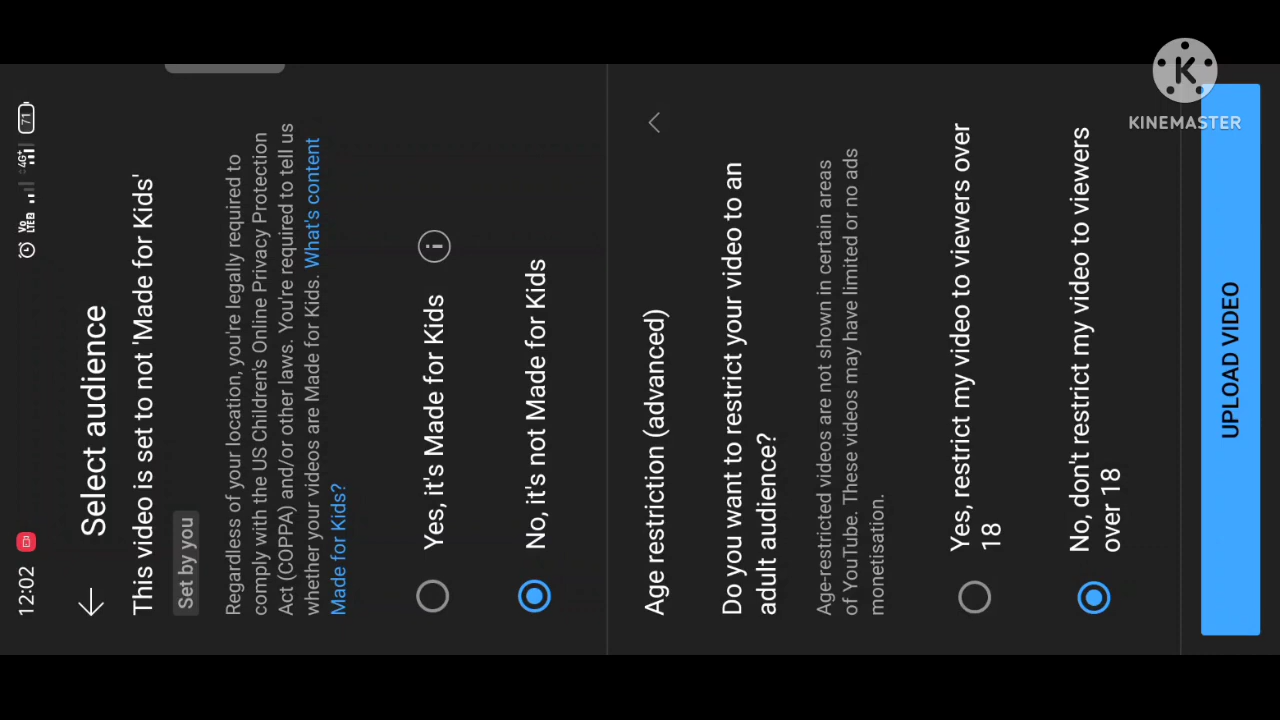 12:02
VoLTE
4G+
71
Select audience
This video is set to not 'Made for Kids'
Set by you
Regardless of your location, you're legally required to
comply with the US Children's Online Privacy Protection
Act (COPPA) and/or other laws. You're required to tell us
whether your videos are Made for Kids. What's content
Made for Kids?
Yes, it's Made for Kids
No, it's not Made for Kids
Age restriction (advanced)
Do you want to restrict your video to an
adult audience?
Age-restricted videos are not shown in certain areas
of YouTube. These videos may have limited or no ads
monetisation.
Yes, restrict my video to viewers over
18
No, don't restrict my video to viewers
over 18
UPLOAD VIDEO
K
KINEMASTER